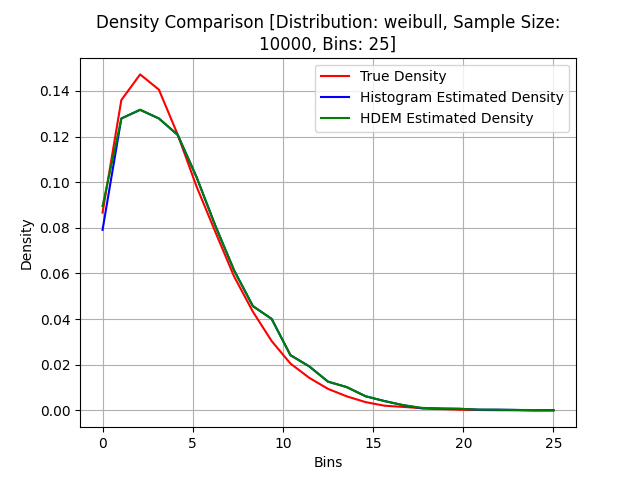 Density Comparison [Distribution: weibull, Sample Size:
10000, Bins: 25]
True Density
Histogram Estimated Density
HDEM Estimated Density
Density
0.14
0.12
0.10
0.08
0.06
0.04
0.02
0.00
0 5 10 15 20 25
Bins